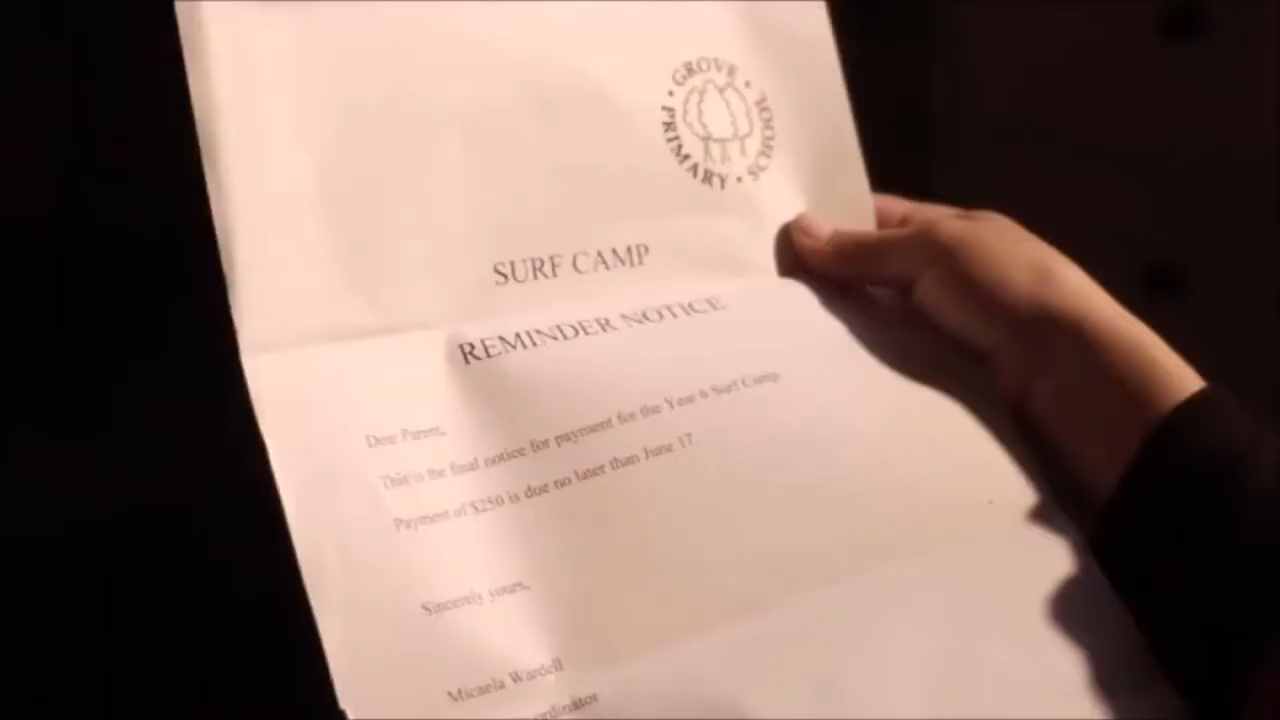 GROVE • SCHOOL • PRIMARY •
SURF CAMP
REMINDER NOTICE
Dear Parent,
This is the final notice for payment for the Year 6 Surf Camp.
Payment of $250 is due no later than June 17
Sincerely yours,
Micaela Wardell